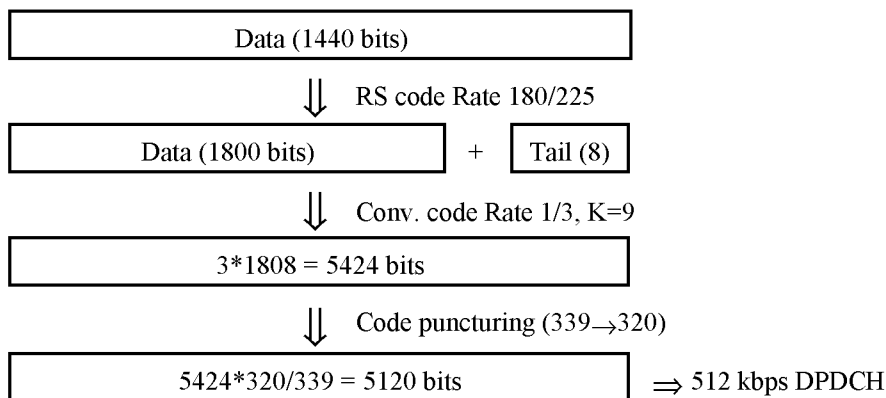 Data (1440 bits)
⇓ RS code Rate 180/225
Data (1800 bits) + Tail (8)
⇓ Conv. code Rate 1/3, K=9
3*1808 = 5424 bits
⇓ Code puncturing (339→320)
5424*320/339 = 5120 bits ⇒ 512 kbps DPDCH